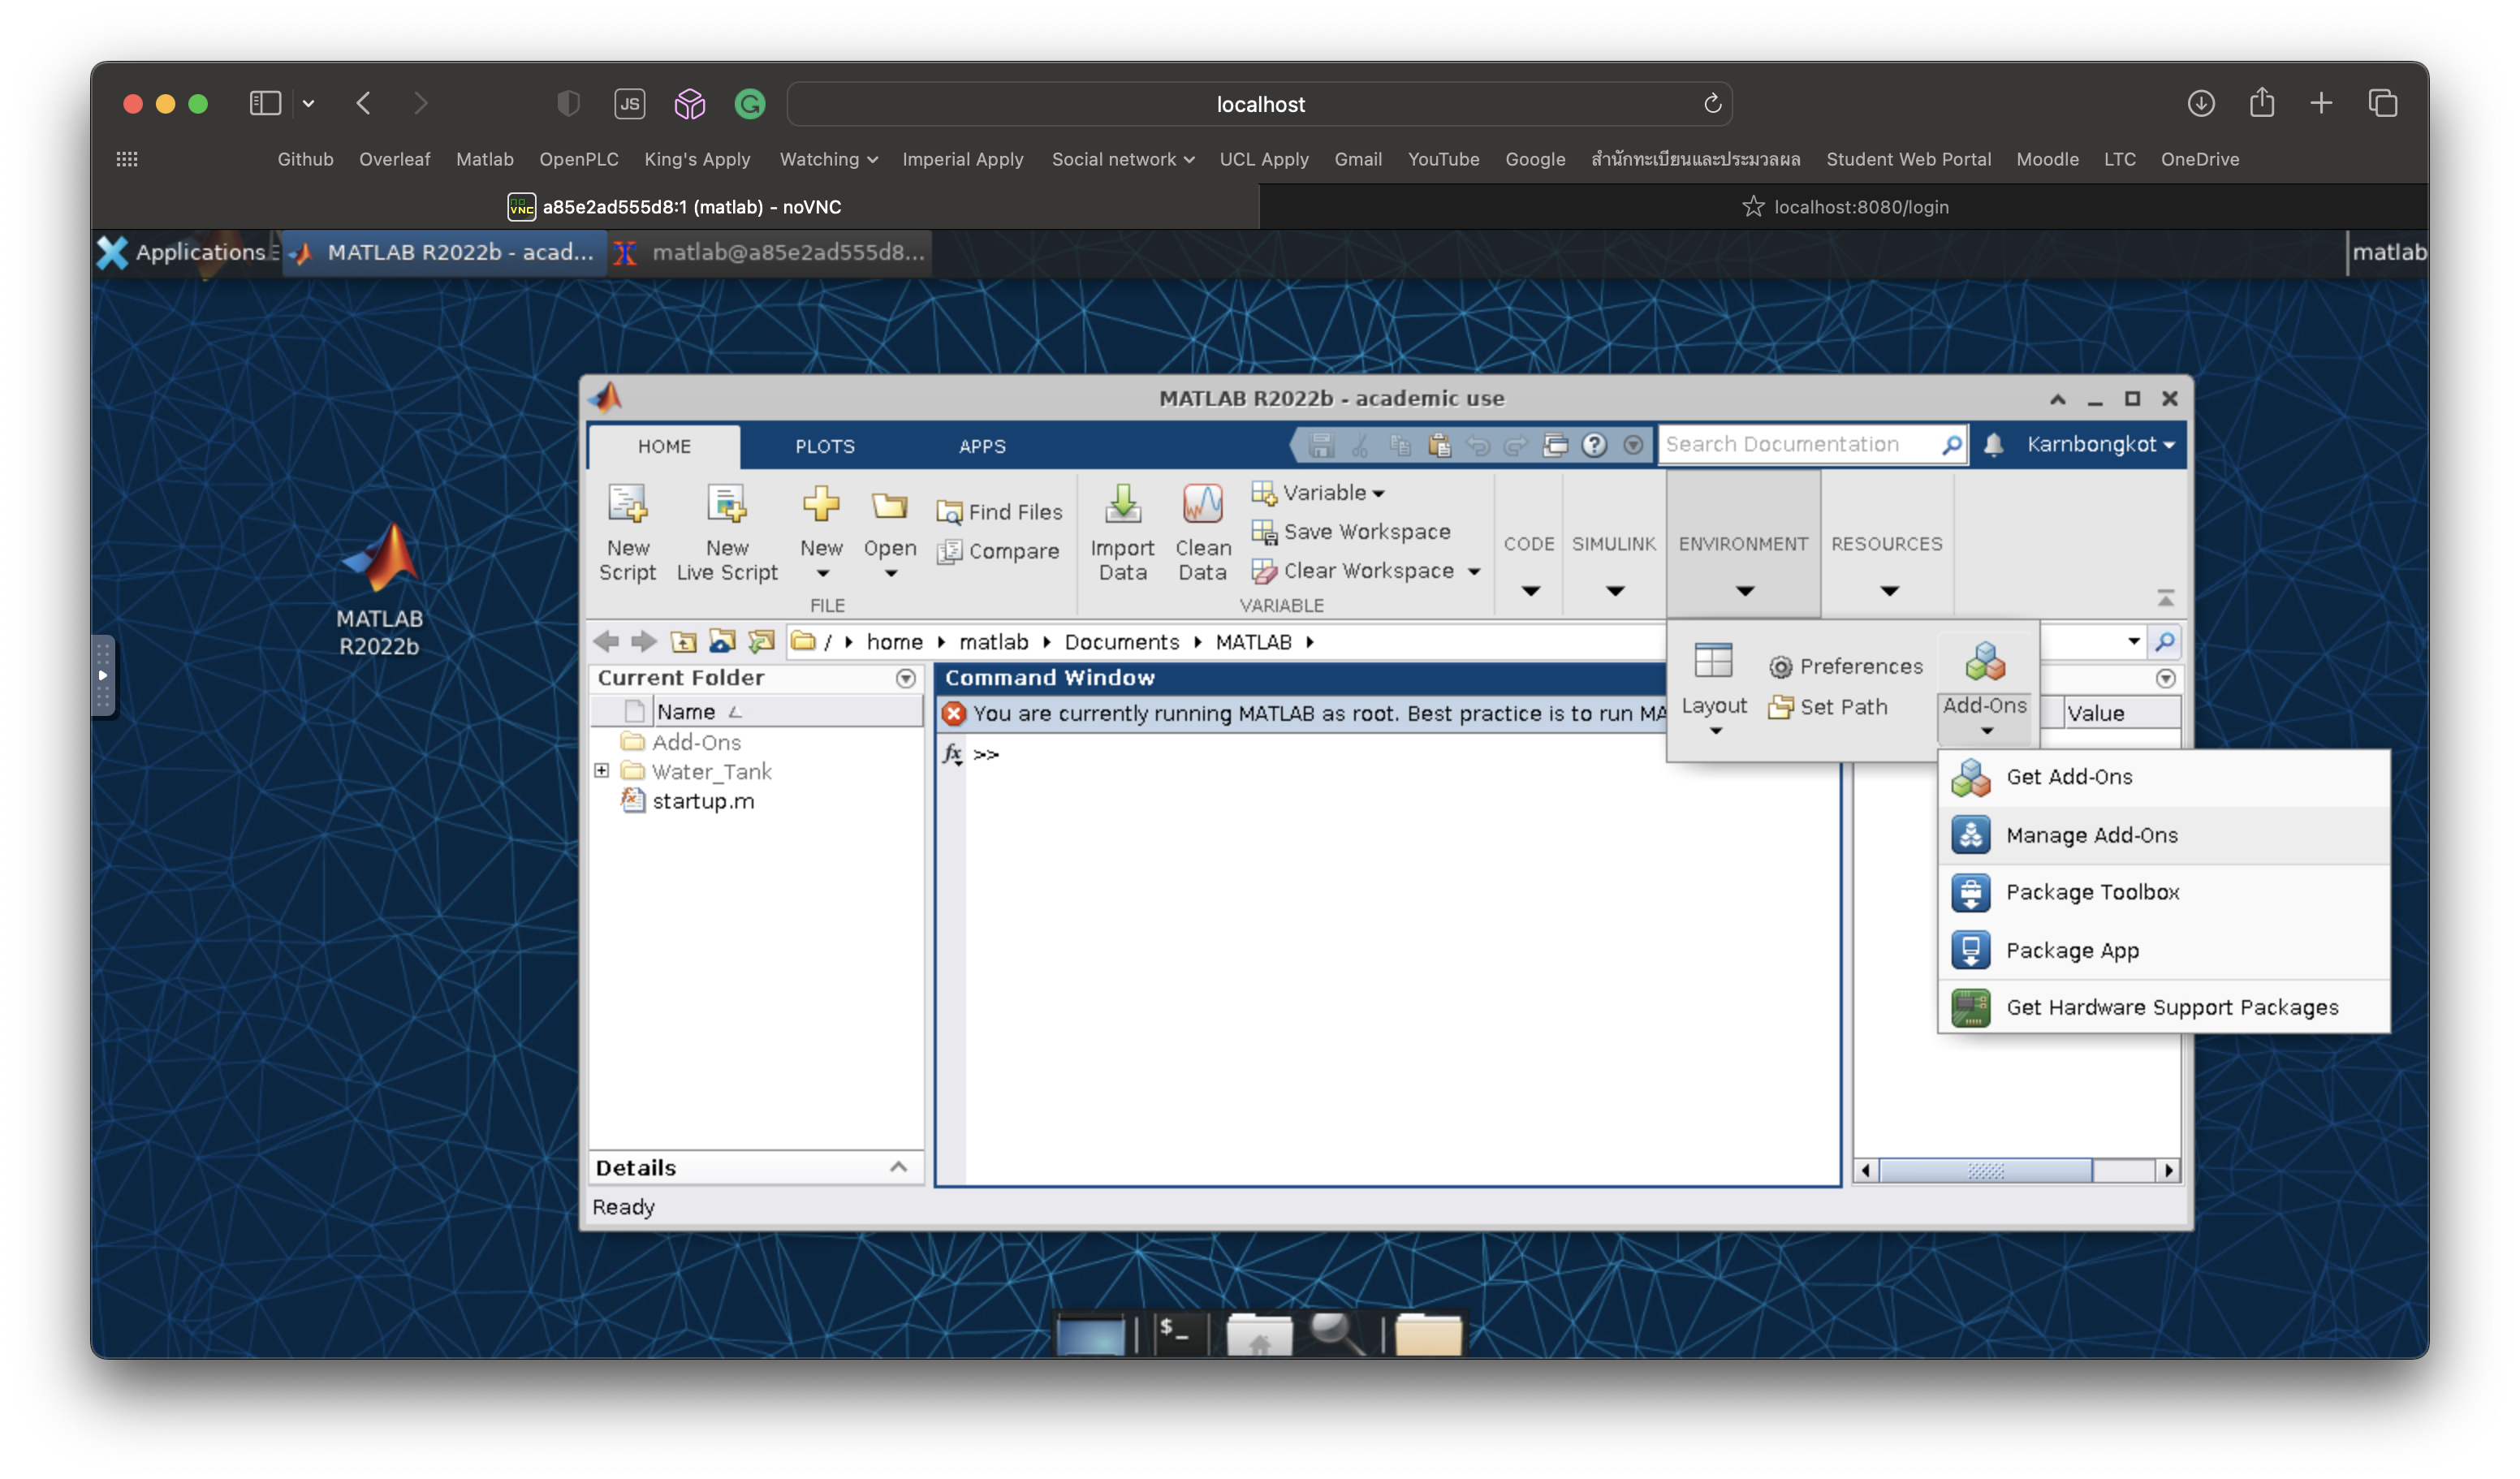 JS
localhost
Github Overleaf Matlab OpenPLC King's Apply Watching Imperial Apply Social network UCL Apply Gmail YouTube Google สำนักทะเบียนและประมวลผล Student Web Portal Moodle LTC OneDrive
no VNC a85e2ad555d8:1 (matlab) - noVNC
localhost:8080/login
Applications MATLAB R2022b - acad... matlab@a85e2ad555d8... matlab
MATLAB R2022b
MATLAB R2022b - academic use
HOME PLOTS APPS Search Documentation Karnbongkot
New Script
New Live Script
New
Open
Find Files
Compare
FILE
Import Data
Clean Data
Variable
Save Workspace
Clear Workspace
VARIABLE
CODE
SIMULINK
ENVIRONMENT
RESOURCES
/ home matlab Documents MATLAB
Layout
Preferences
Set Path
Add-Ons
Current Folder
Name
Add-Ons
Water_Tank
startup.m
Details
Ready
Command Window
You are currently running MATLAB as root. Best practice is to run MA
fx >>
Value
Get Add-Ons
Manage Add-Ons
Package Toolbox
Package App
Get Hardware Support Packages
$_